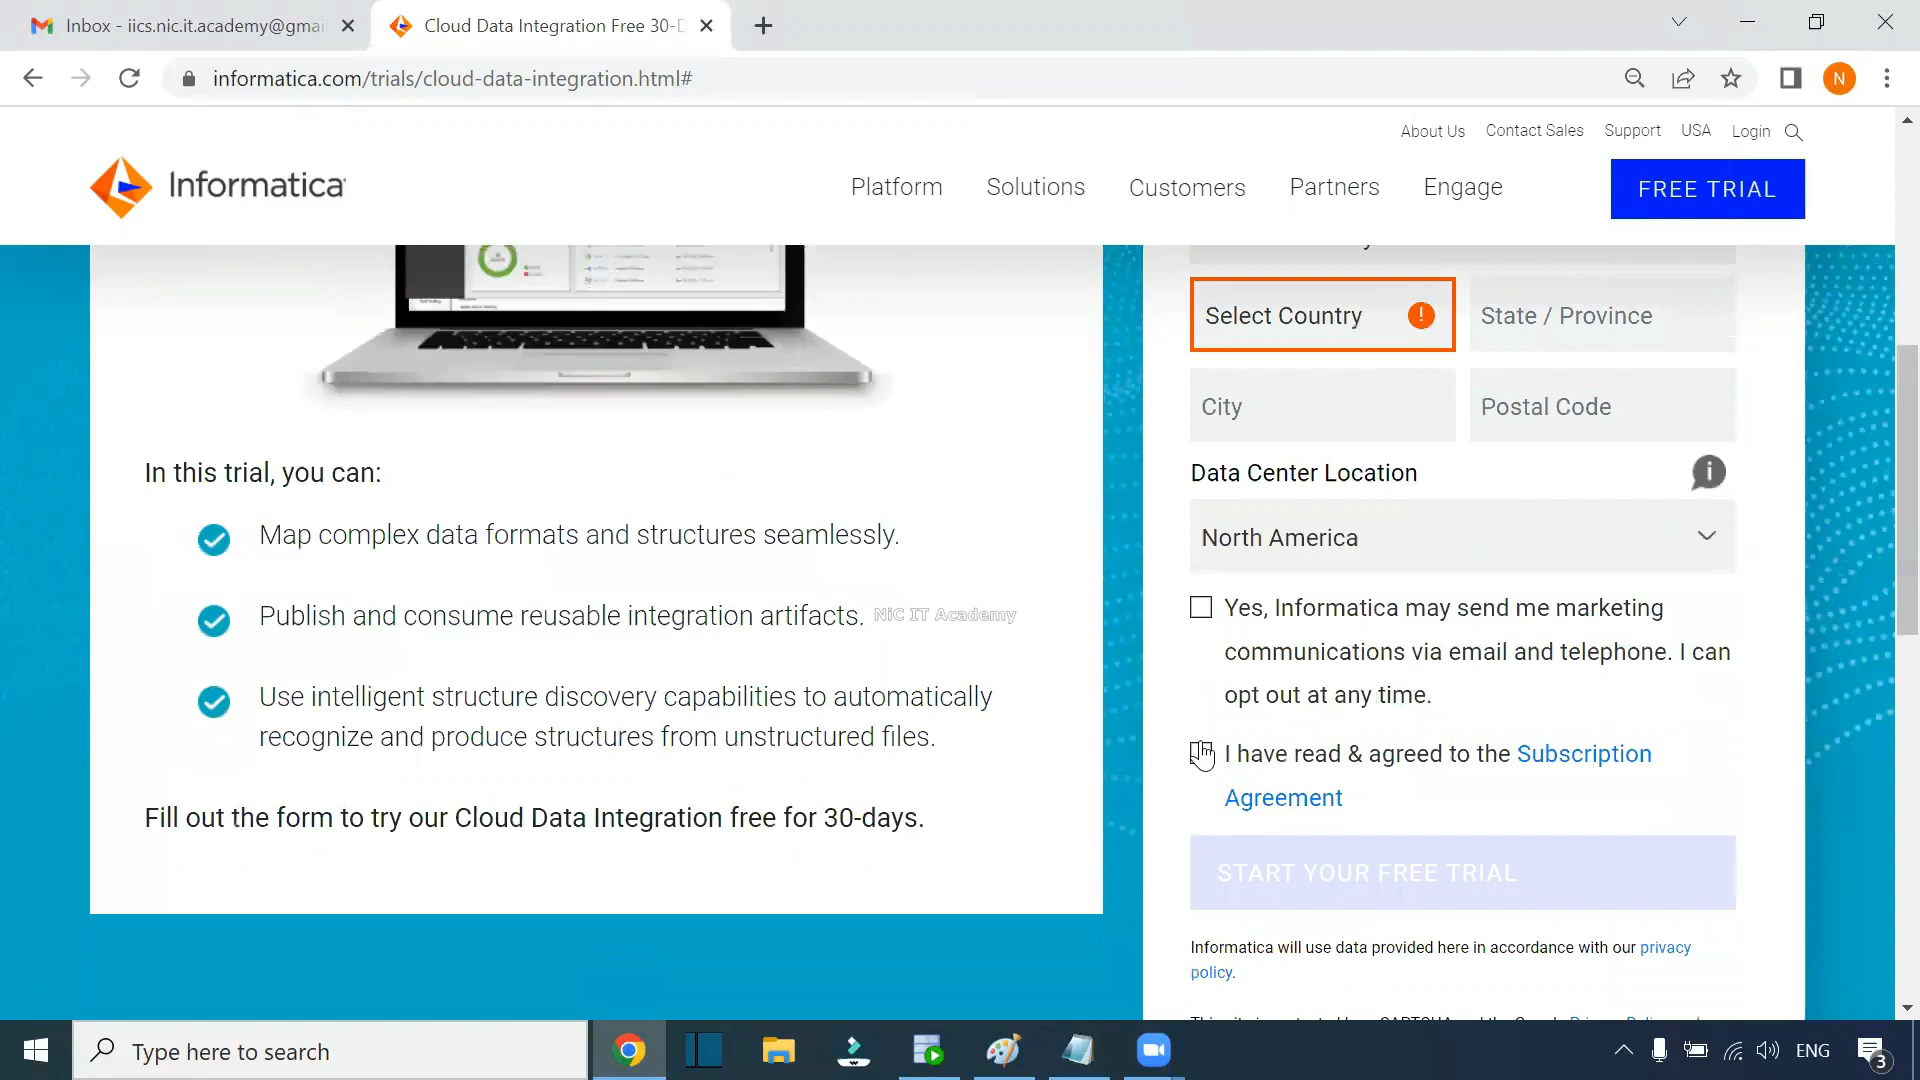 Inbox - iics.nic.it.academy@gmai
Cloud Data Integration Free 30-D
informatica.com/trials/cloud-data-integration.html#
N
About Us Contact Sales Support USA Login
Informatica
Platform Solutions Customers Partners Engage
FREE TRIAL
Select Country
!
State / Province
City
Postal Code
Data Center Location
i
North America
Yes, Informatica may send me marketing
communications via email and telephone. I can
opt out at any time.
I have read & agreed to the Subscription
Agreement
START YOUR FREE TRIAL
Informatica will use data provided here in accordance with our privacy
policy.
In this trial, you can:
Map complex data formats and structures seamlessly.
Publish and consume reusable integration artifacts.
NiC IT Academy
Use intelligent structure discovery capabilities to automatically
recognize and produce structures from unstructured files.
Fill out the form to try our Cloud Data Integration free for 30-days.
Type here to search
ENG
3